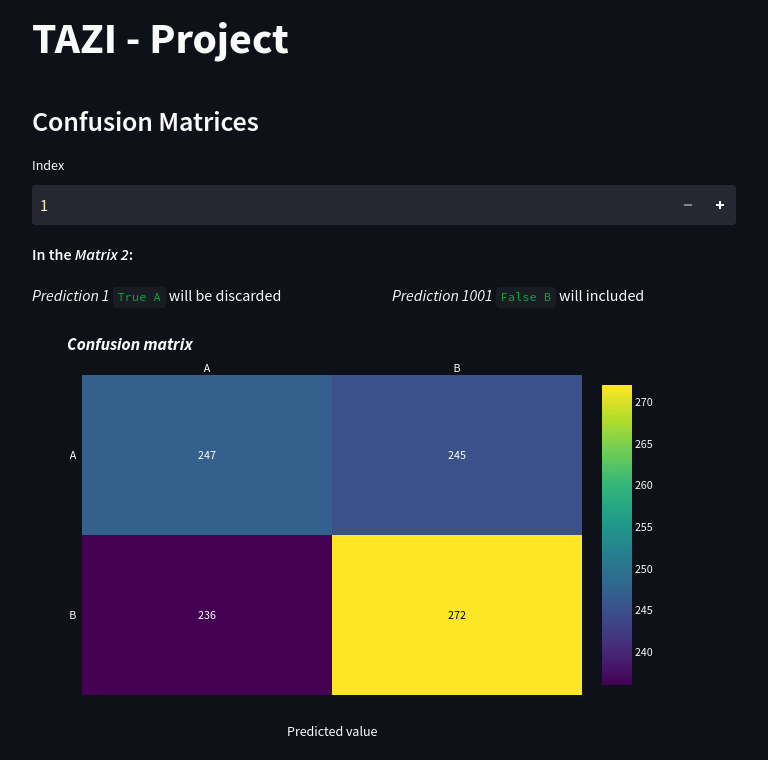 TAZI - Project
Confusion Matrices
Index
1 − +
In the Matrix 2:
Prediction 1 True A will be discarded
Prediction 1001 False B will included
Confusion matrix
A B
A 247 245
B 236 272
270
265
260
255
250
245
240
Predicted value